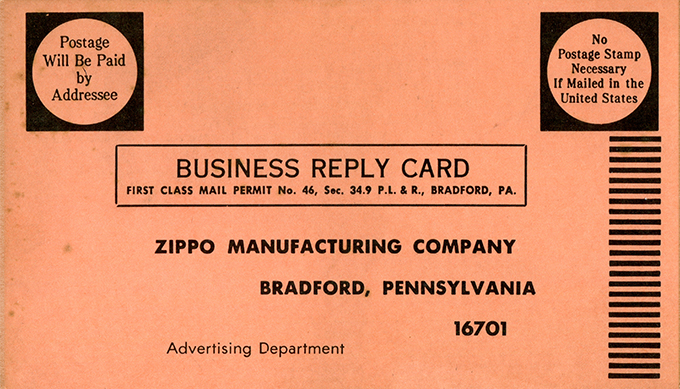 Postage
Will Be Paid
by
Addressee
No
Postage Stamp
Necessary
If Mailed in the
United States
BUSINESS REPLY CARD
FIRST CLASS MAIL PERMIT No. 46, Sec. 34.9 P.L. & R., BRADFORD, PA.
ZIPPO MANUFACTURING COMPANY
BRADFORD, PENNSYLVANIA
16701
Advertising Department